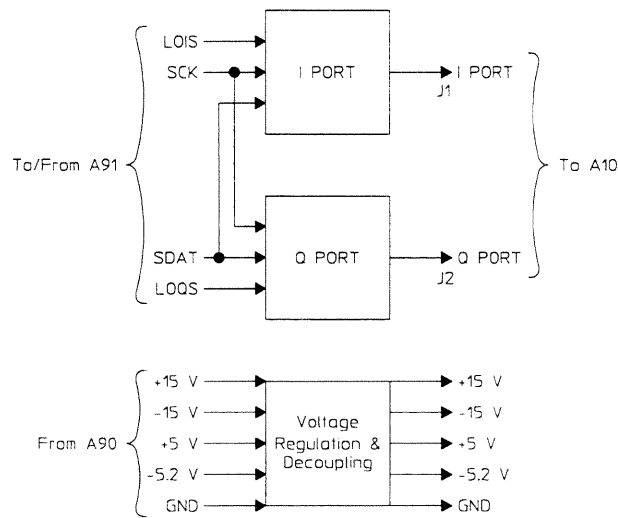 LOIS
SCK
I PORT
I PORT
J1
To/From A91
To A10
SDAT
Q PORT
Q PORT
J2
LOQS
+15 V
+15 V
-15 V
-15 V
From A90
+5 V
Voltage
Regulation &
Decoupling
+5 V
-5.2 V
-5.2 V
GND
GND